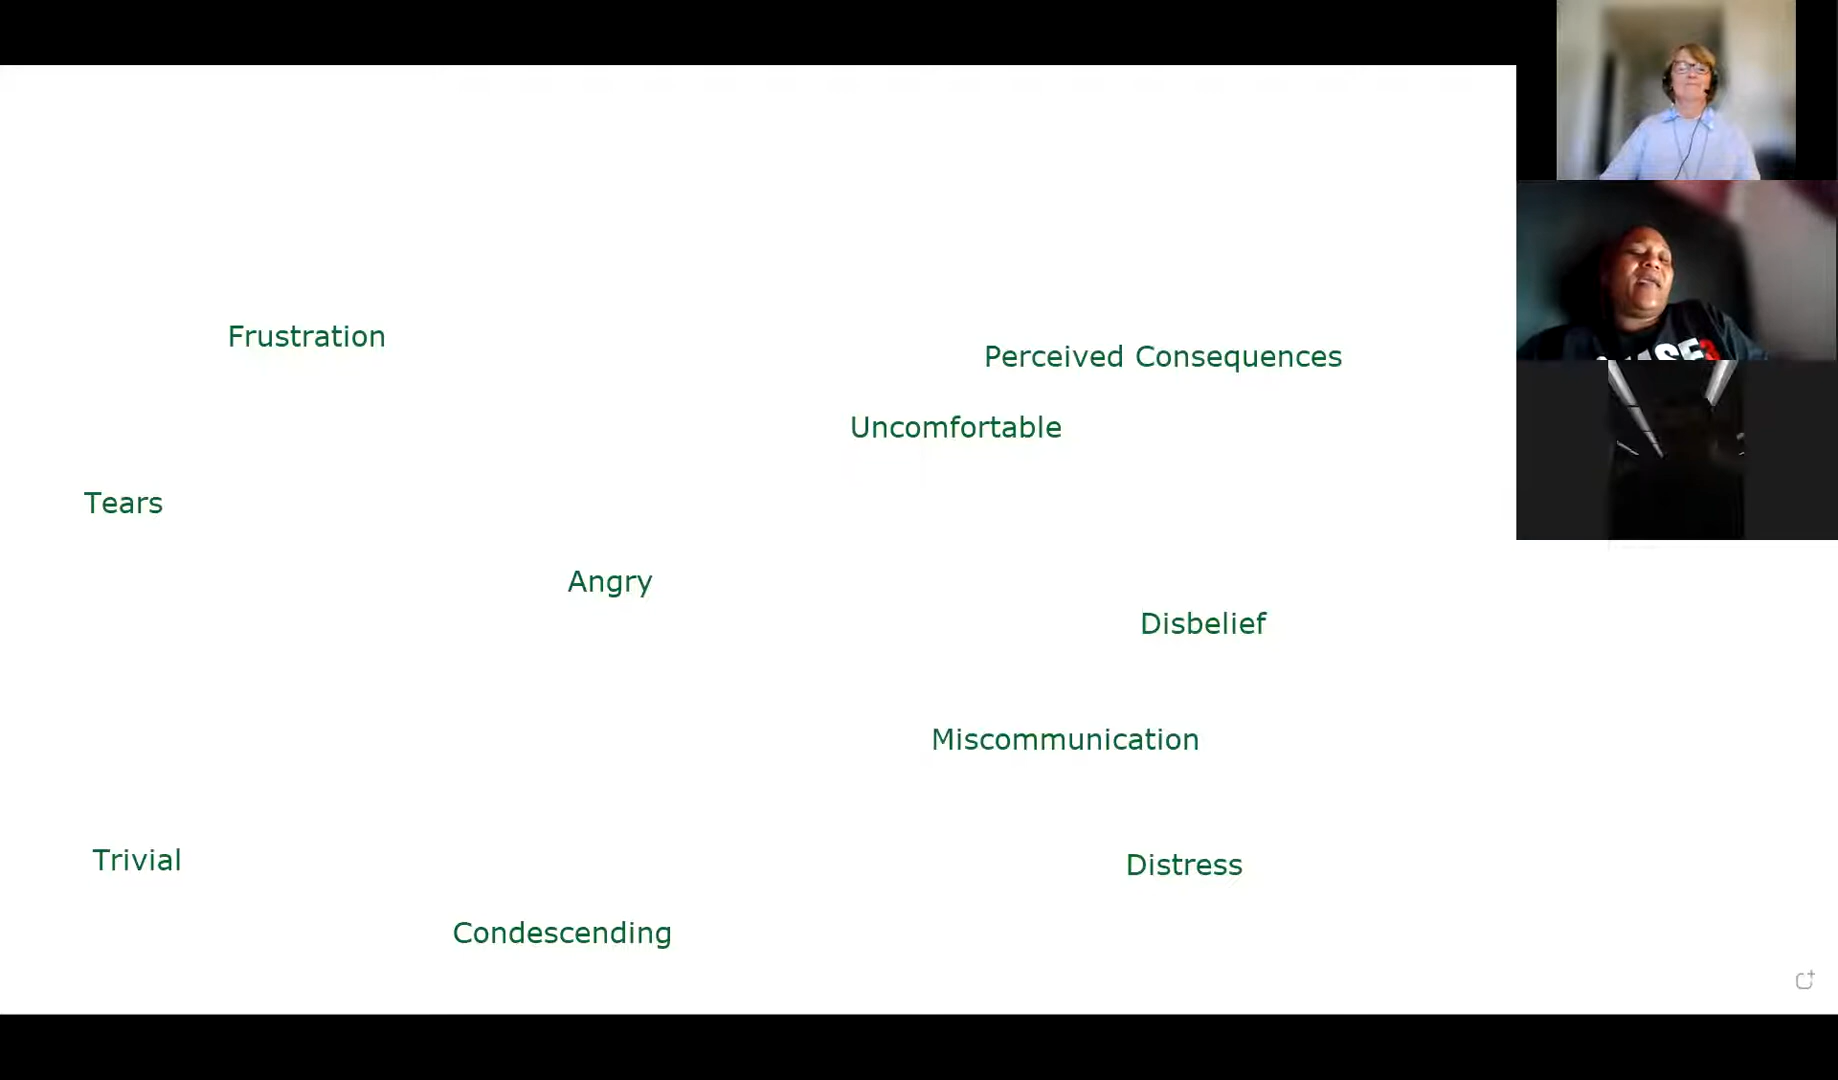 Frustration
Perceived Consequences
Uncomfortable
Tears
Angry
Disbelief
Miscommunication
Trivial
Distress
Condescending